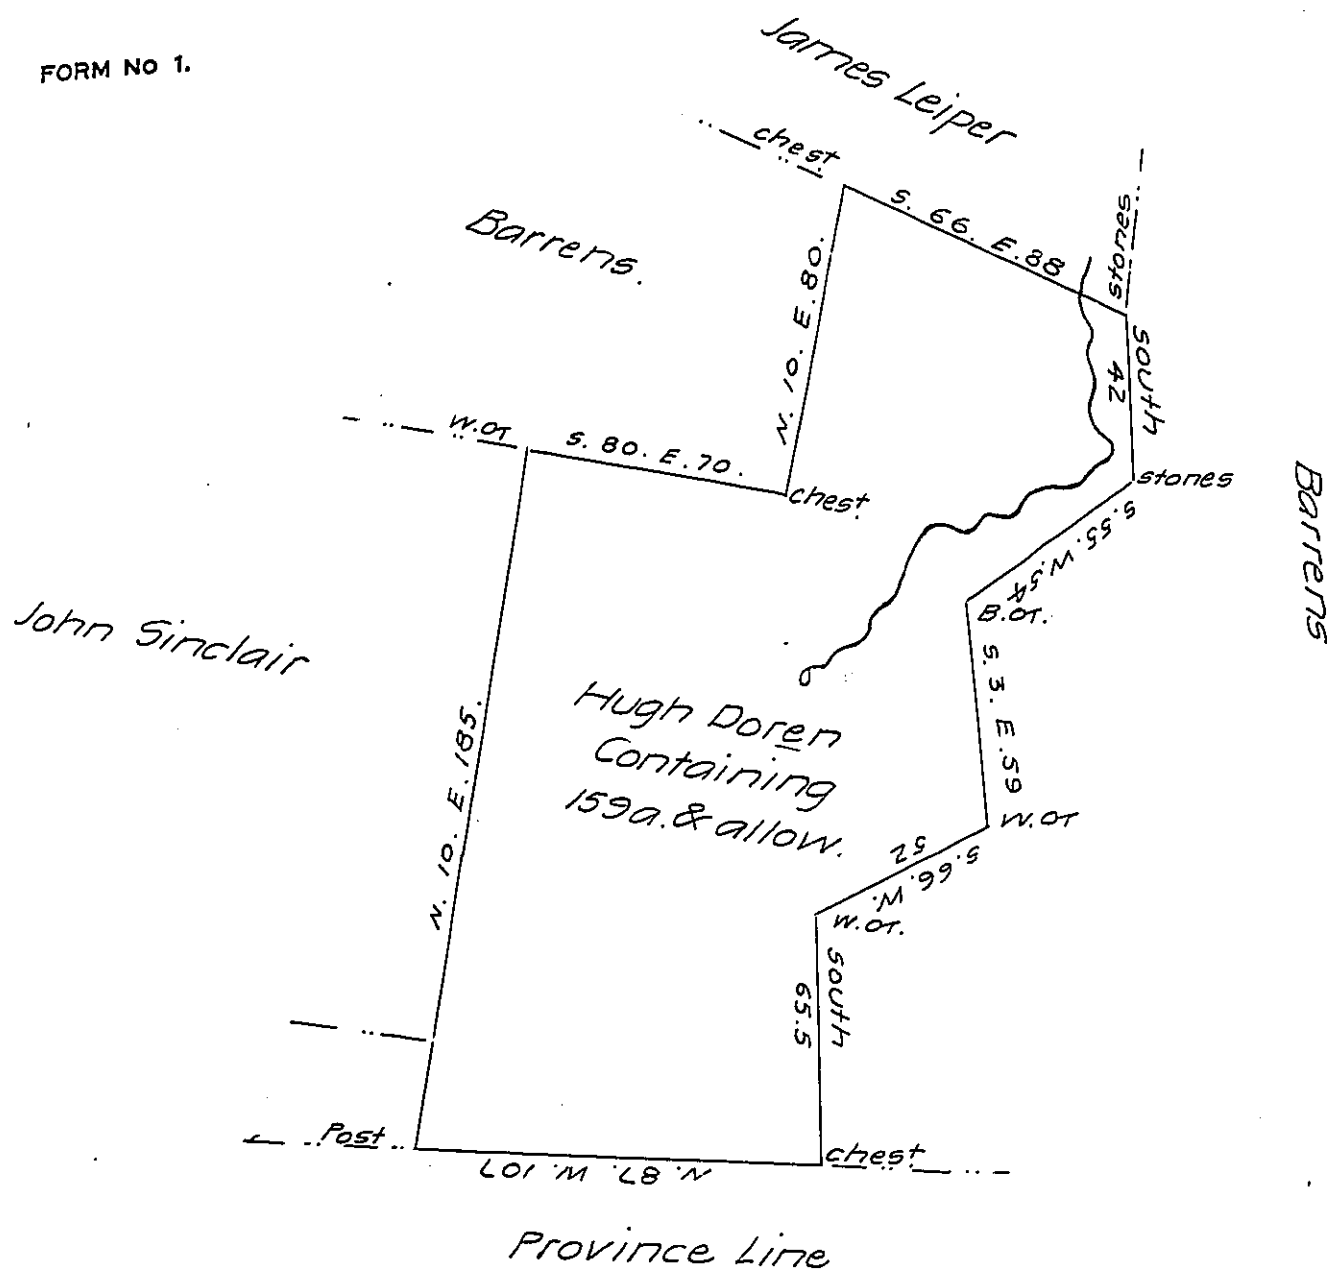 FORM NO 1.
James Leiper
chest.
S. 66. E. 88
stones
Barrens.
N. 10. E. 80.
South
42
W.OT
S. 80. E. 70.
chest.
stones
Barrens
S. 55. W. 54
B.OT.
John Sinclair
S. 3. E. 59
Hugh Doren
Containing
159a. & allow.
N. 10. E. 185.
W.OT
S. 66. W.
52
W.OT.
South
65.5
Post
chest.
N. 87. W. 107
Province Line